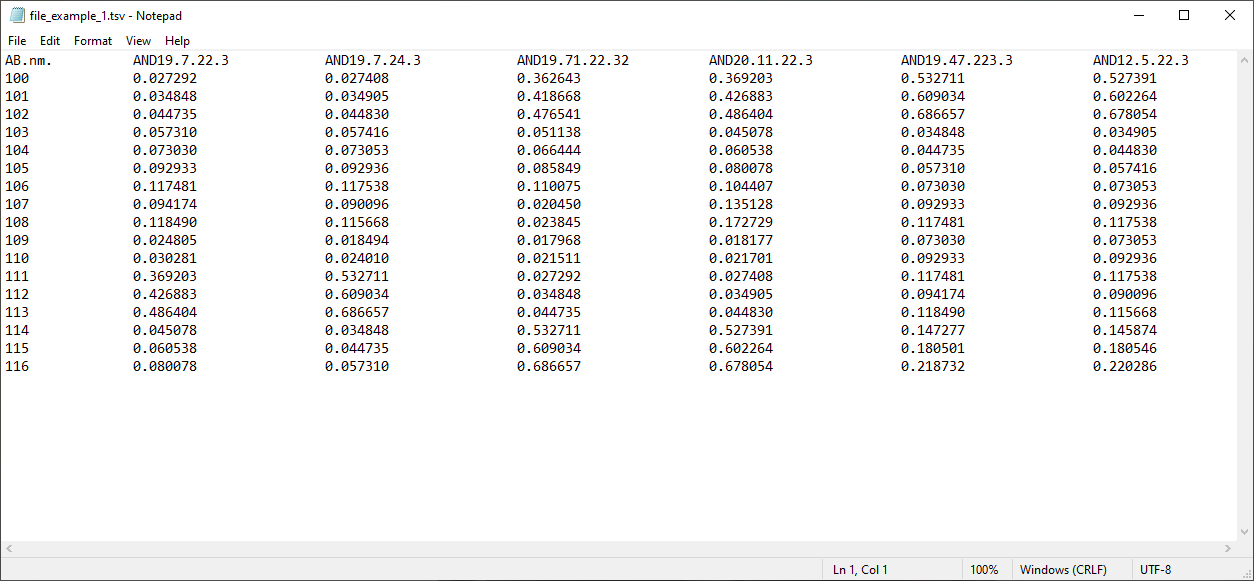 file_example_1.tsv - Notepad
File Edit Format View Help
AB.nm. AND19.7.22.3 AND19.7.24.3 AND19.71.22.32 AND20.11.22.3 AND19.47.223.3 AND12.5.22.3
100 0.027292 0.027408 0.362643 0.369203 0.532711 0.527391
101 0.034848 0.034905 0.418668 0.426883 0.609034 0.602264
102 0.044735 0.044830 0.476541 0.486404 0.686657 0.678054
103 0.057310 0.057416 0.051138 0.045078 0.034848 0.034905
104 0.073030 0.073053 0.066444 0.060538 0.044735 0.044830
105 0.092933 0.092936 0.085849 0.080078 0.057310 0.057416
106 0.117481 0.117538 0.110075 0.104407 0.073030 0.073053
107 0.094174 0.090096 0.020450 0.135128 0.092933 0.092936
108 0.118490 0.115668 0.023845 0.172729 0.117481 0.117538
109 0.024805 0.018494 0.017968 0.018177 0.073030 0.073053
110 0.030281 0.024010 0.021511 0.021701 0.092933 0.092936
111 0.369203 0.532711 0.027292 0.027408 0.117481 0.117538
112 0.426883 0.609034 0.034848 0.034905 0.094174 0.090096
113 0.486404 0.686657 0.044735 0.044830 0.118490 0.115668
114 0.045078 0.034848 0.532711 0.527391 0.147277 0.145874
115 0.060538 0.044735 0.609034 0.602264 0.180501 0.180546
116 0.080078 0.057310 0.686657 0.678054 0.218732 0.220286
Ln 1, Col 1 100% Windows (CRLF) UTF-8